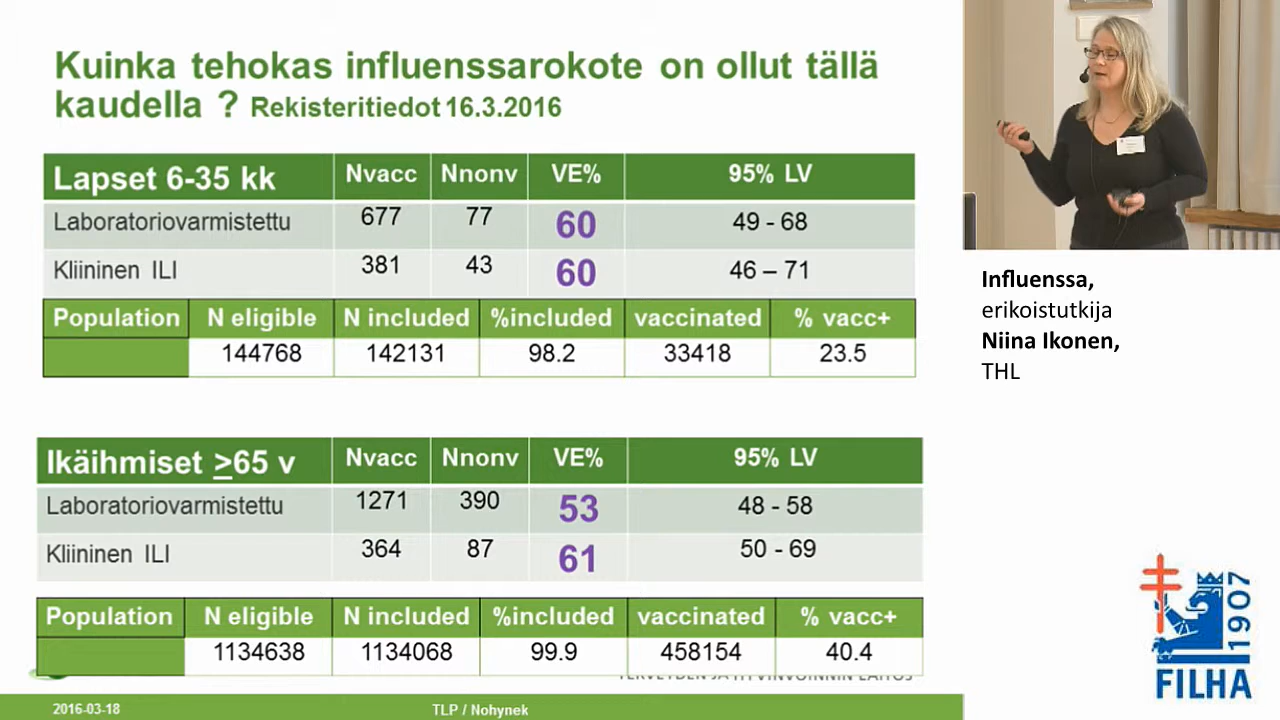 Kuinka tehokas influenssarokote on ollut tällä
kaudella ? Rekisteritiedot 16.3.2016
Lapset 6-35 kk Nvacc Nnonv VE% 95% LV
Laboratoriovarmistettu 677 77 60 49 - 68
Kliininen ILI 381 43 60 46 – 71
Population N eligible N included %included vaccinated % vacc+
144768 142131 98.2 33418 23.5
Ikäihmiset >65 v Nvacc Nnonv VE% 95% LV
Laboratoriovarmistettu 1271 390 53 48 - 58
Kliininen ILI 364 87 61 50 - 69
Population N eligible N included %included vaccinated % vacc+
1134638 1134068 99.9 458154 40.4
TERVEYDEN JA HYVINVOINNIN LAITOS
2016-03-18 TLP / Nohynek
Influenssa,
erikoistutkija
Niina Ikonen,
THL
1907
FILHA